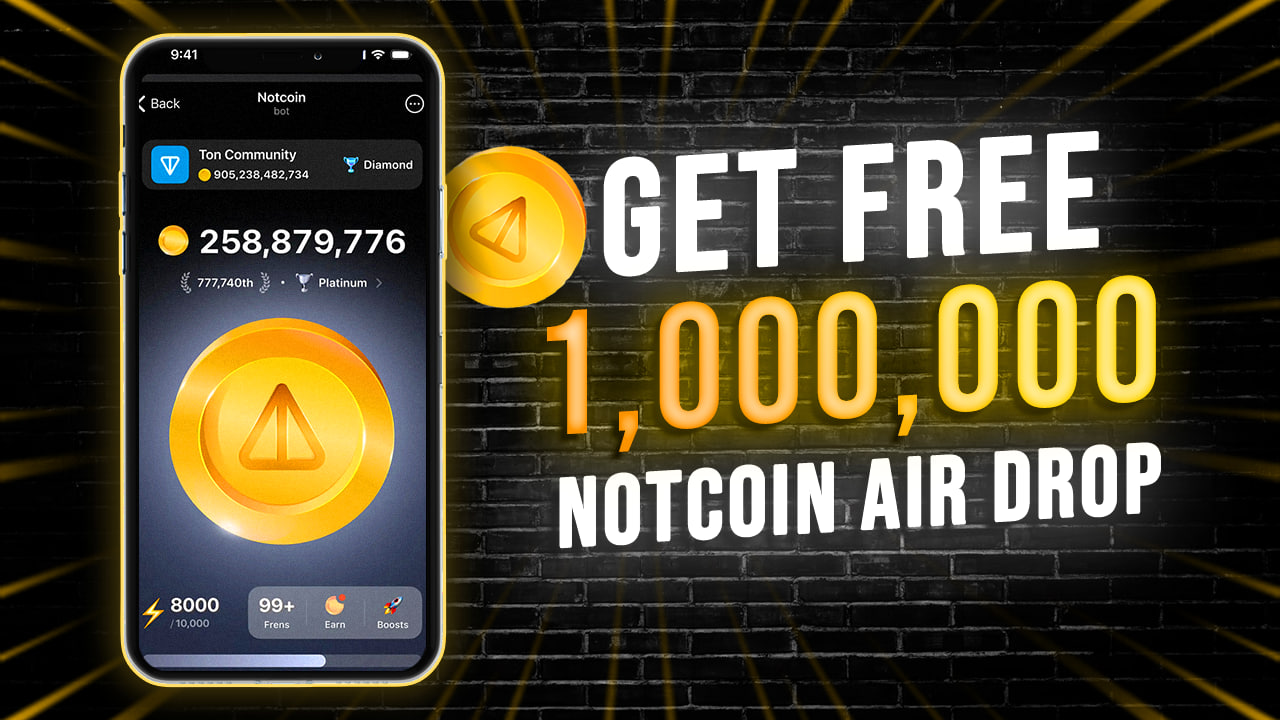 9:41
Back
Notcoin
bot
Ton Community
905,238,482,734
Diamond
258,879,776
777,740th • Platinum
8000
/ 10,000
99+
Frens
Earn
Boosts
GET FREE
1,000,000
NOTCOIN AIR DROP